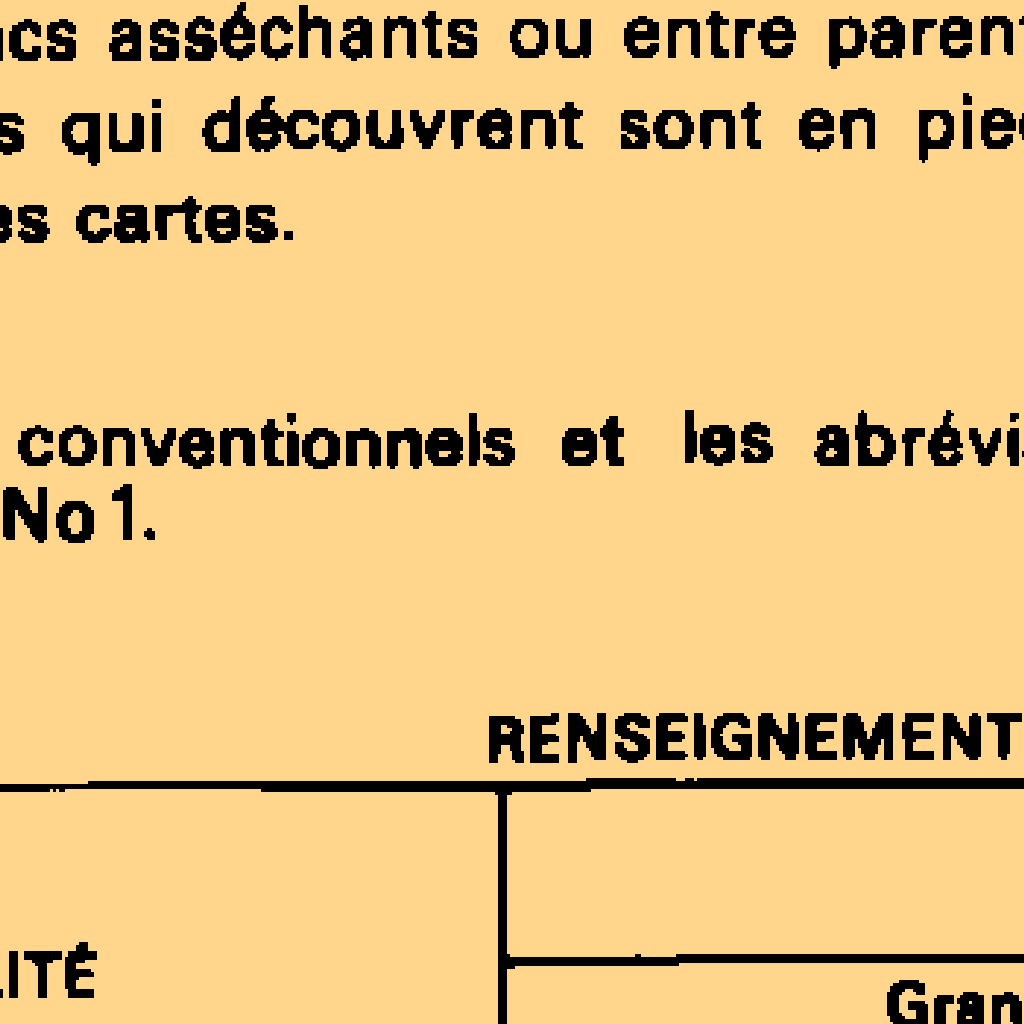 ncs asséchants ou entre parent
s qui découvrent sont en pie
es cartes.
conventionnels et les abrévi
No 1.
RENSEIGNEMENT
LITÉ
Gran